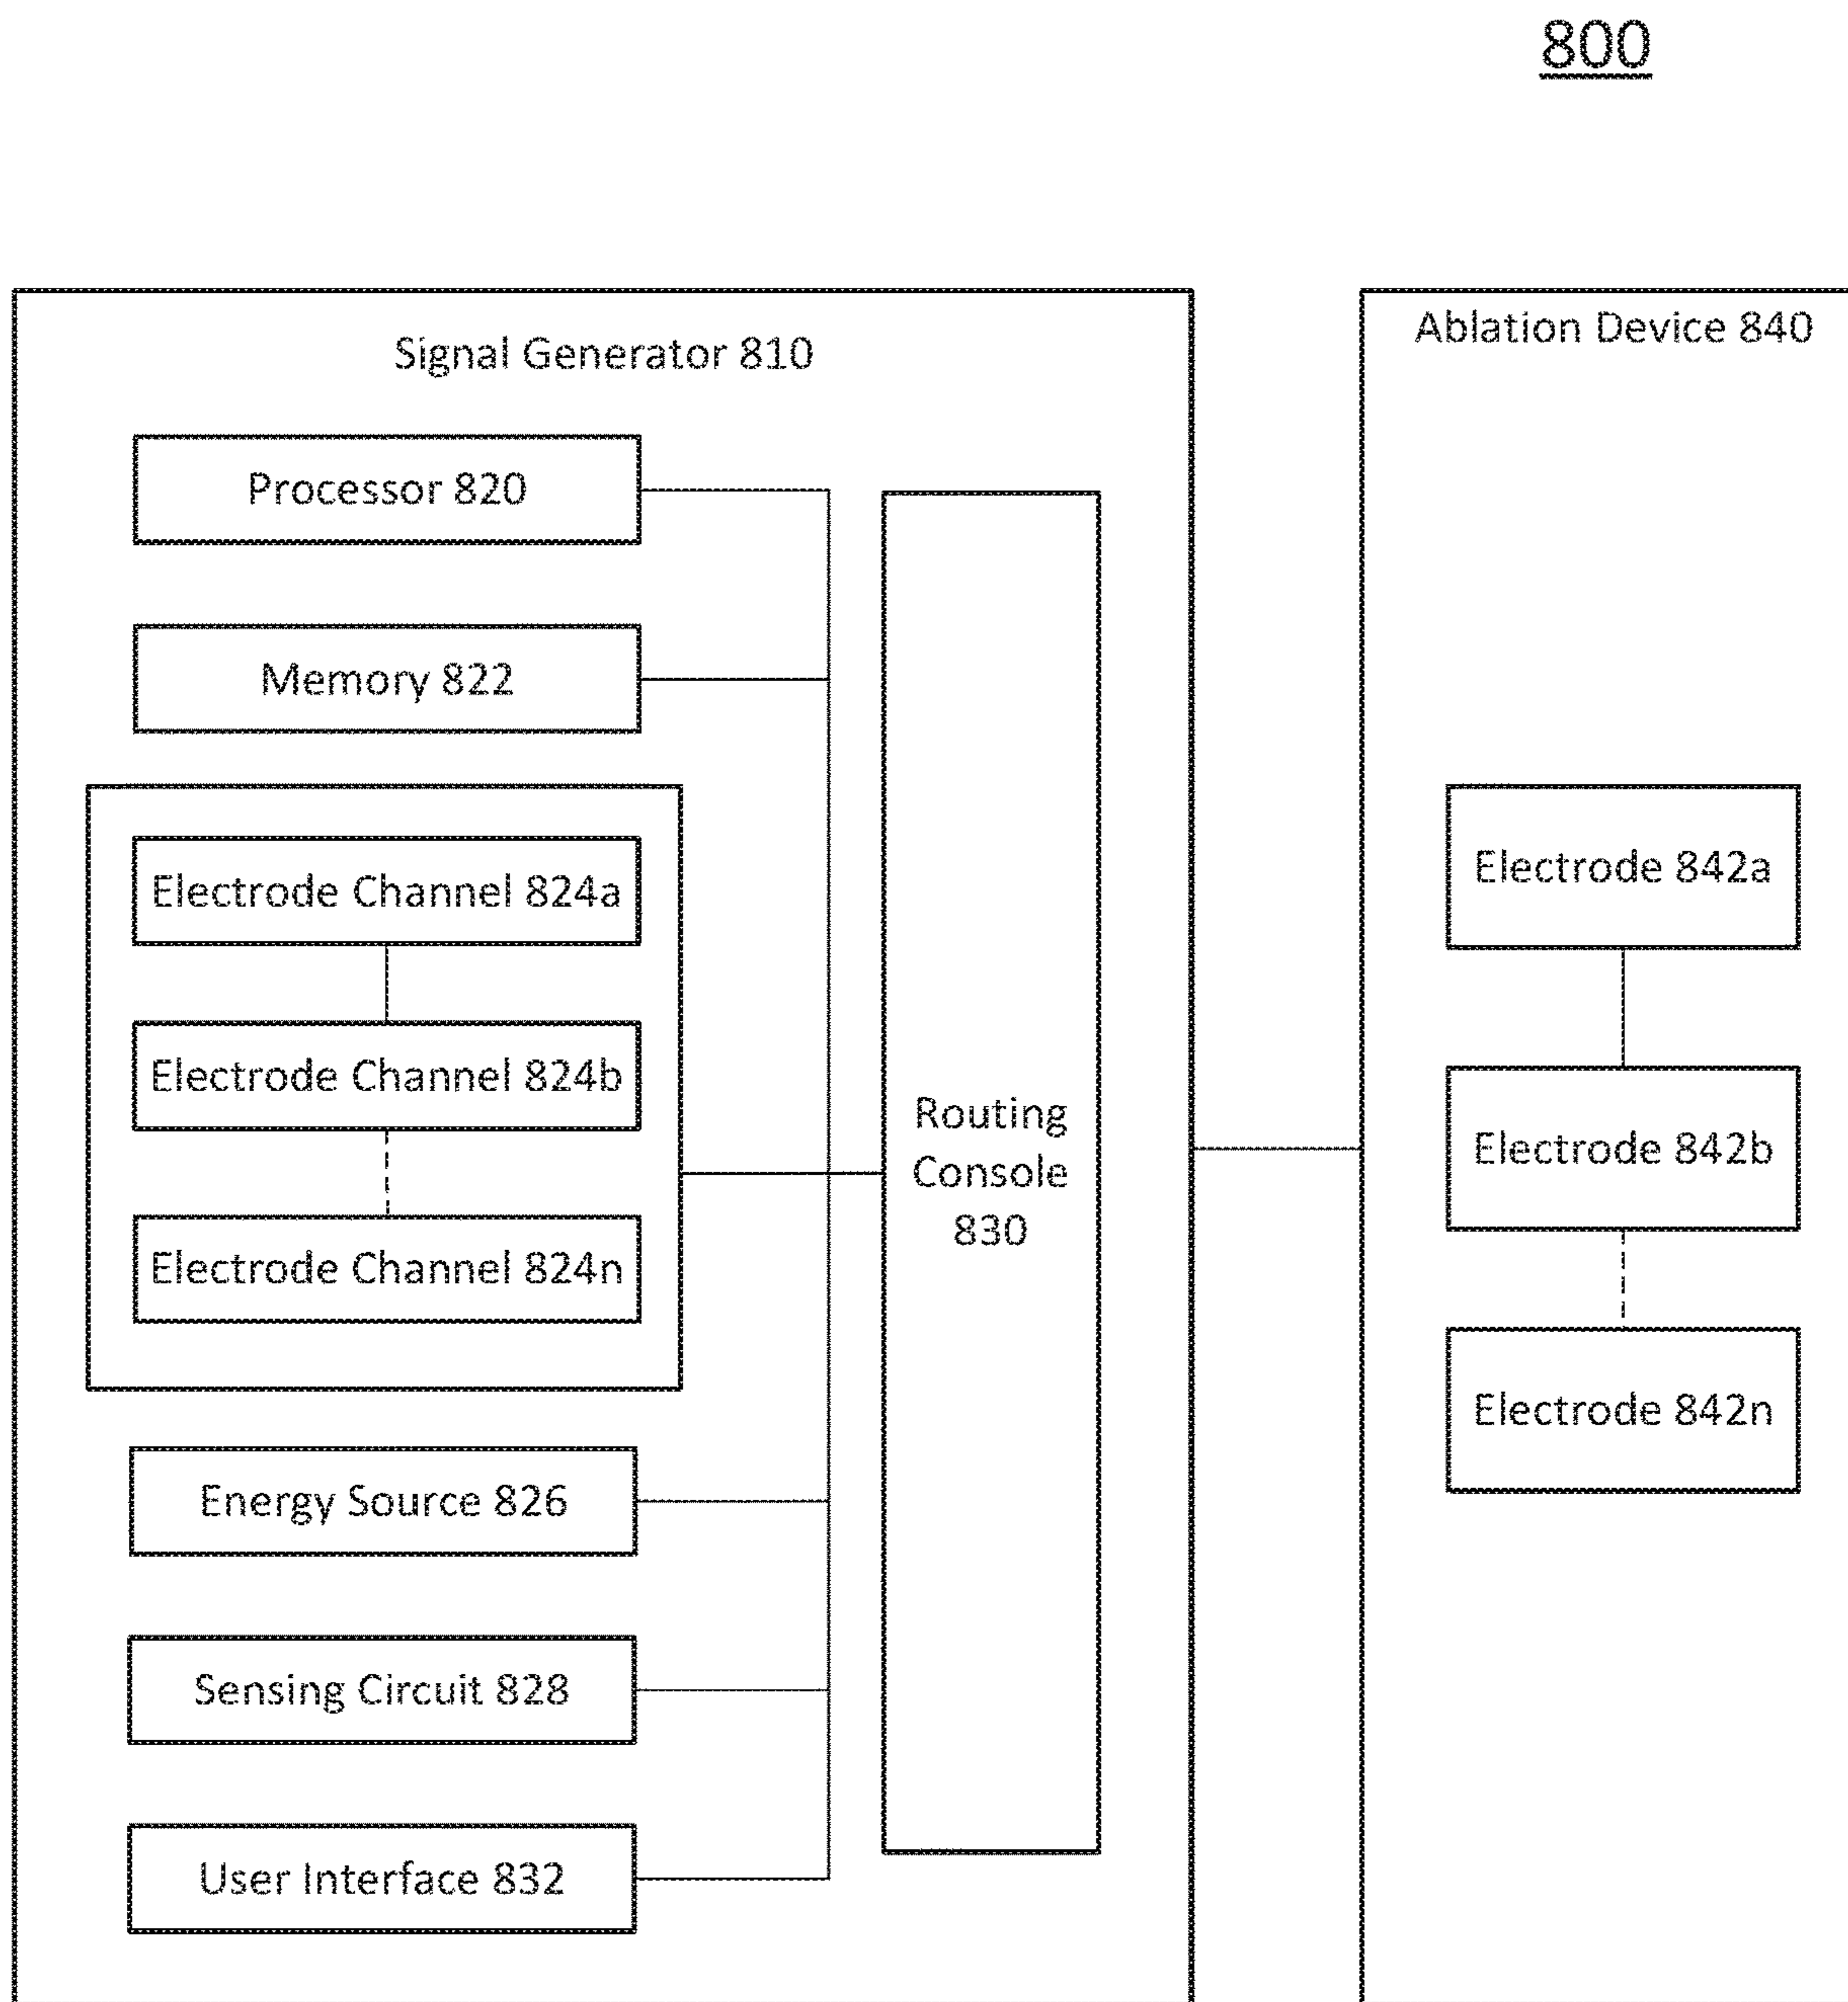 800
Signal Generator 810
Ablation Device 840
Processor 820
Memory 822
Electrode Channel 824a
Electrode Channel 824b
Electrode Channel 824n
Energy Source 826
Sensing Circuit 828
User Interface 832
Routing
Console
830
Electrode 842a
Electrode 842b
Electrode 842n